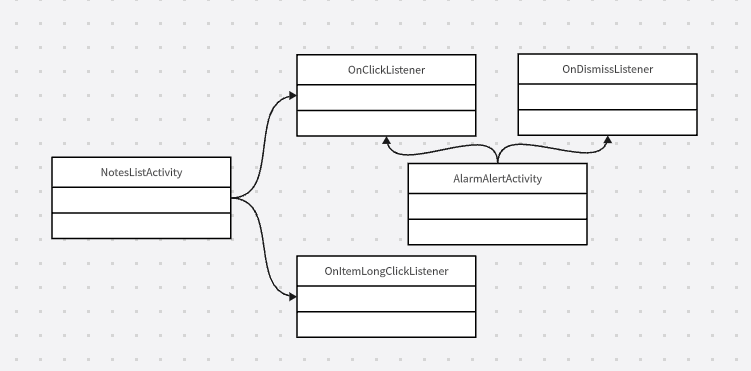 OnClickListener
OnDismissListener
NotesListActivity
AlarmAlertActivity
OnItemLongClickListener